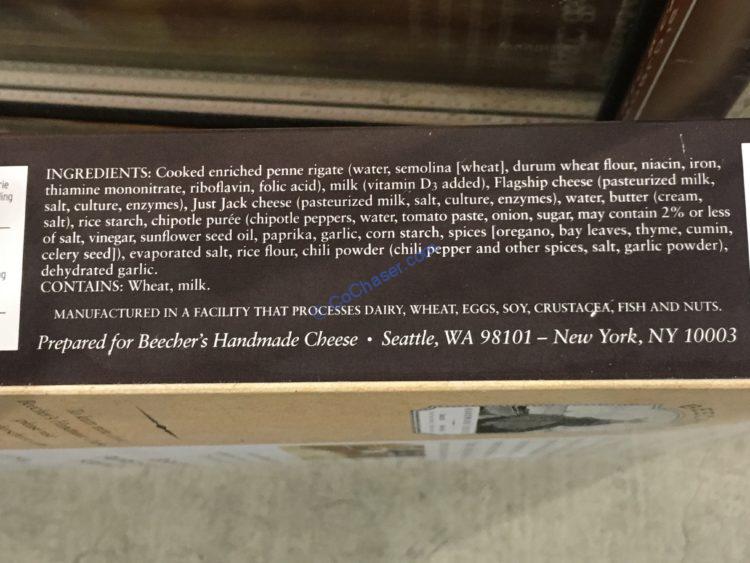 INGREDIENTS: Cooked enriched penne rigate (water, semolina [wheat], durum wheat flour, niacin, iron,
thiamine mononitrate, riboflavin, folic acid), milk (vitamin D3 added), Flagship cheese (pasteurized milk,
salt, culture, enzymes), Just Jack cheese (pasteurized milk, salt, culture, enzymes), water, butter (cream,
salt), rice starch, chipotle purée (chipotle peppers, water, tomato paste, onion, sugar, may contain 2% or less
of salt, vinegar, sunflower seed oil, paprika, garlic, corn starch, spices [oregano, bay leaves, thyme, cumin,
celery seed]), evaporated salt, rice flour, chili powder (chili pepper and other spices, salt, garlic powder),
dehydrated garlic.
CONTAINS: Wheat, milk.
MANUFACTURED IN A FACILITY THAT PROCESSES DAIRY, WHEAT, EGGS, SOY, CRUSTACEA, FISH AND NUTS.
Prepared for Beecher's Handmade Cheese • Seattle, WA 98101 – New York, NY 10003
CoChaser.com